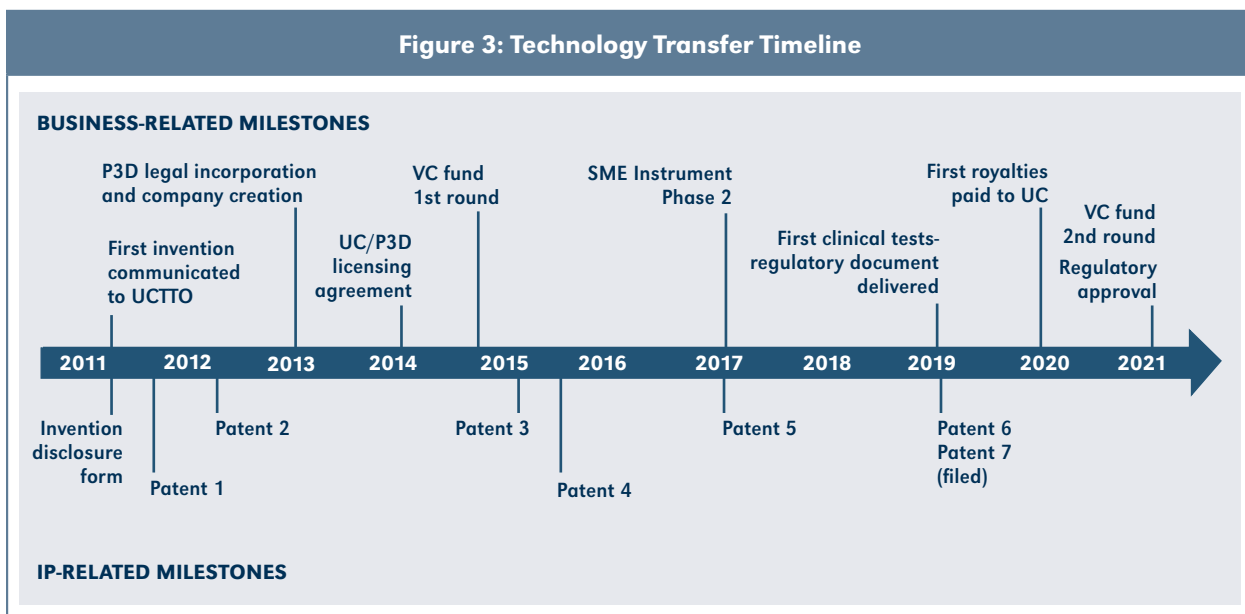 Figure 3: Technology Transfer Timeline
BUSINESS-RELATED MILESTONES
P3D legal incorporation
and company creation
First invention
communicated
to UCTTO
UC/P3D
licensing
agreement
VC fund
1st round
SME Instrument
Phase 2
First clinical tests-
regulatory document
delivered
First royalties
paid to UC
VC fund
2nd round
Regulatory
approval
2011 2012 2013 2014 2015 2016 2017 2018 2019 2020 2021
Invention
disclosure
form
Patent 1
Patent 2
Patent 3
Patent 4
Patent 5
Patent 6
Patent 7
(filed)
IP-RELATED MILESTONES